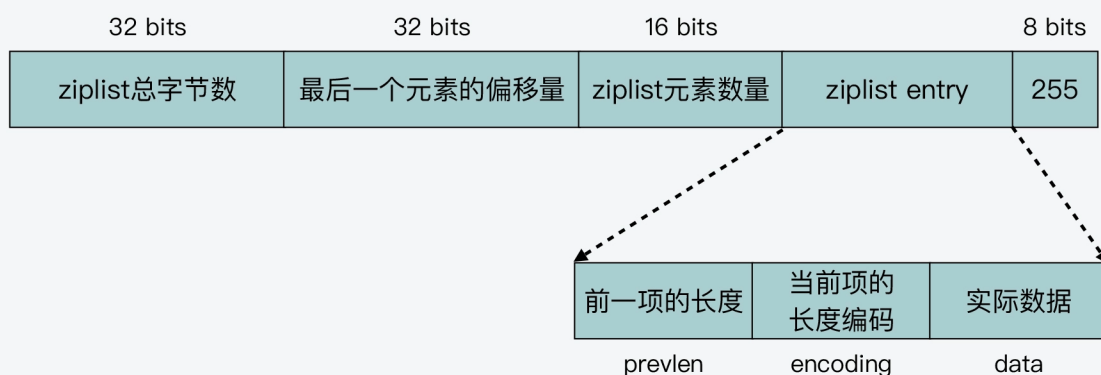 32 bits 32 bits 16 bits 8 bits
ziplist总字节数 最后一个元素的偏移量 ziplist元素数量 ziplist entry 255
前一项的长度 当前项的 实际数据
长度编码
prevlen encoding data